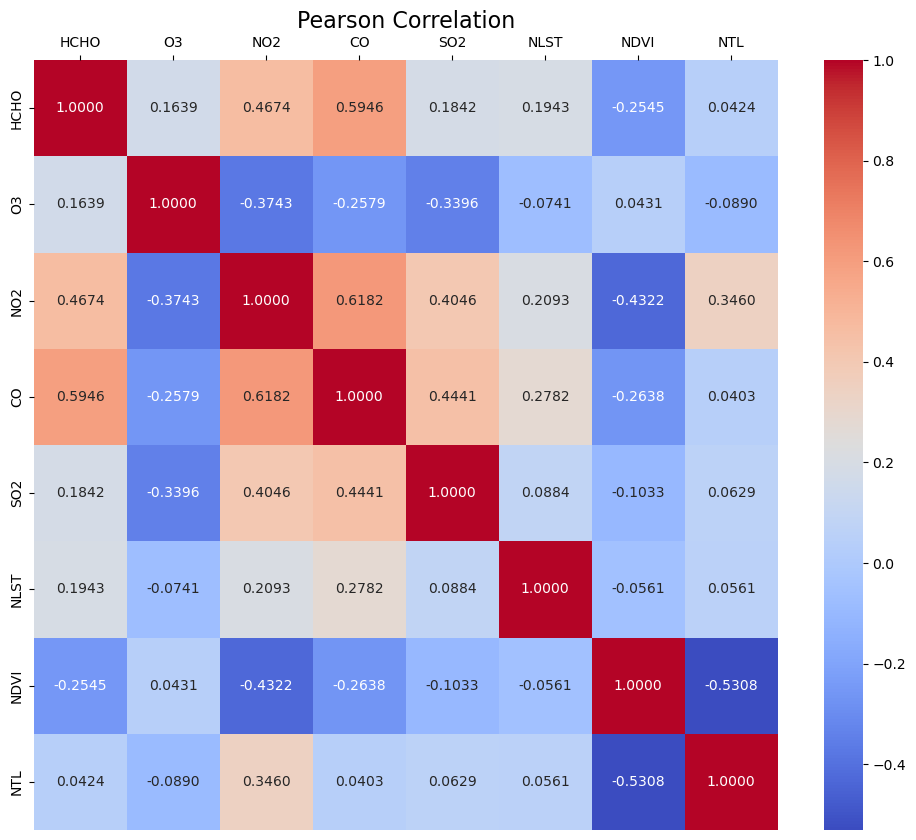 Pearson Correlation
HCHO O3 NO2 CO SO2 NLST NDVI NTL
HCHO 1.0000 0.1639 0.4674 0.5946 0.1842 0.1943 -0.2545 0.0424
O3 0.1639 1.0000 -0.3743 -0.2579 -0.3396 -0.0741 0.0431 -0.0890
NO2 0.4674 -0.3743 1.0000 0.6182 0.4046 0.2093 -0.4322 0.3460
CO 0.5946 -0.2579 0.6182 1.0000 0.4441 0.2782 -0.2638 0.0403
SO2 0.1842 -0.3396 0.4046 0.4441 1.0000 0.0884 -0.1033 0.0629
NLST 0.1943 -0.0741 0.2093 0.2782 0.0884 1.0000 -0.0561 0.0561
NDVI -0.2545 0.0431 -0.4322 -0.2638 -0.1033 -0.0561 1.0000 -0.5308
NTL 0.0424 -0.0890 0.3460 0.0403 0.0629 0.0561 -0.5308 1.0000
1.0
0.8
0.6
0.4
0.2
0.0
−0.2
−0.4